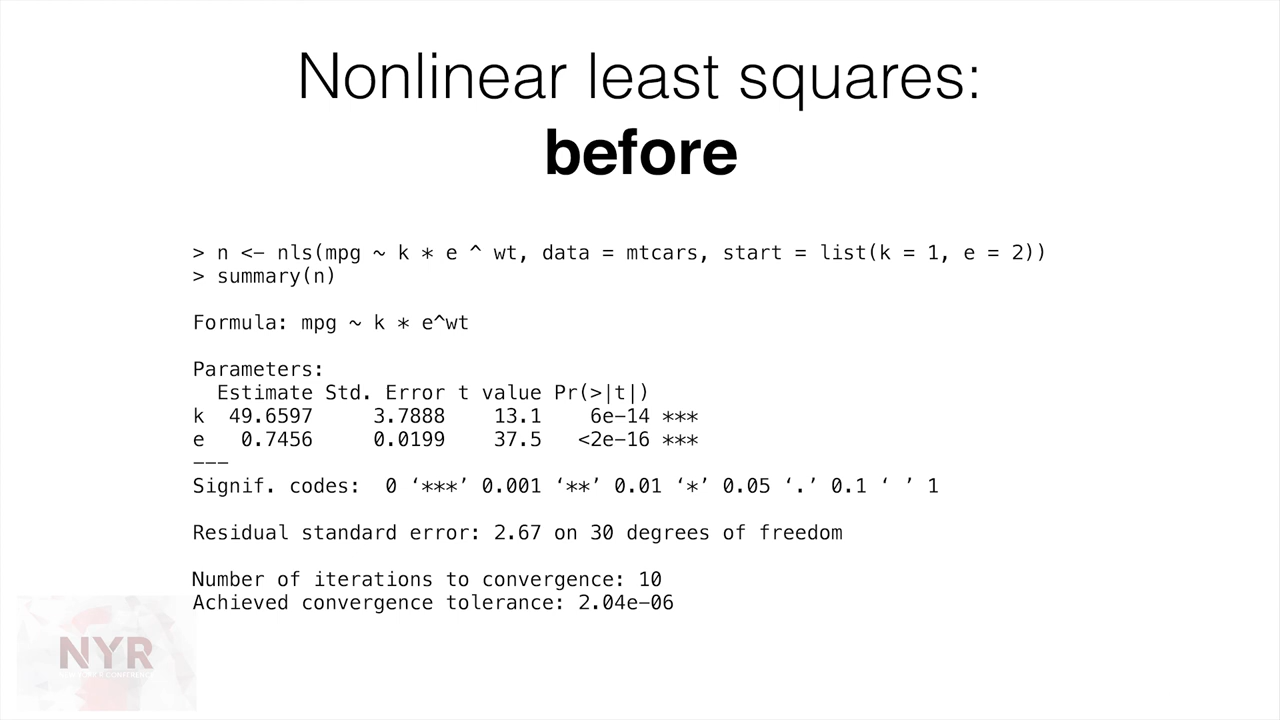 Nonlinear least squares:
before
> n <- nls(mpg ~ k * e ^ wt, data = mtcars, start = list(k = 1, e = 2))
> summary(n)
Formula: mpg ~ k * e^wt
Parameters:
  Estimate Std. Error t value Pr(>|t|)
k  49.6597     3.7888    13.1    6e-14 ***
e   0.7456     0.0199    37.5   <2e-16 ***
---
Signif. codes:  0 ‘***’ 0.001 ‘**’ 0.01 ‘*’ 0.05 ‘.’ 0.1 ‘ ’ 1
Residual standard error: 2.67 on 30 degrees of freedom
Number of iterations to convergence: 10
Achieved convergence tolerance: 2.04e-06
NYR